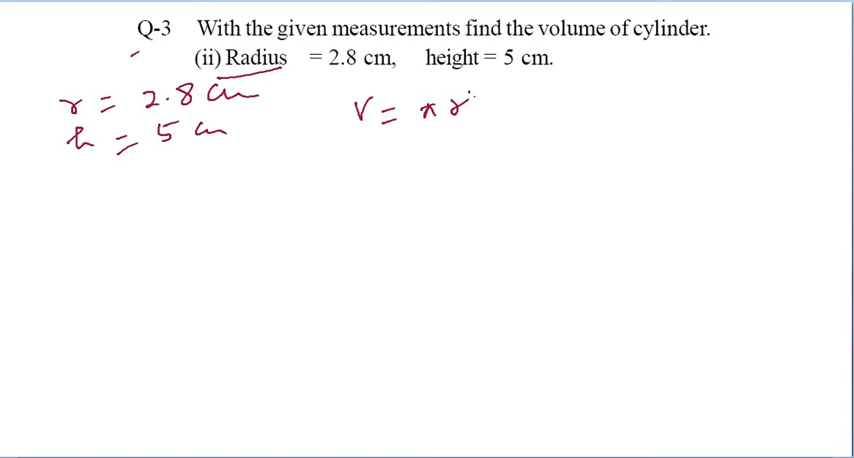 Q-3 With the given measurements find the volume of cylinder.
(ii) Radius = 2.8 cm, height = 5 cm.
r = 2.8 cm
h = 5 cm
V = π r